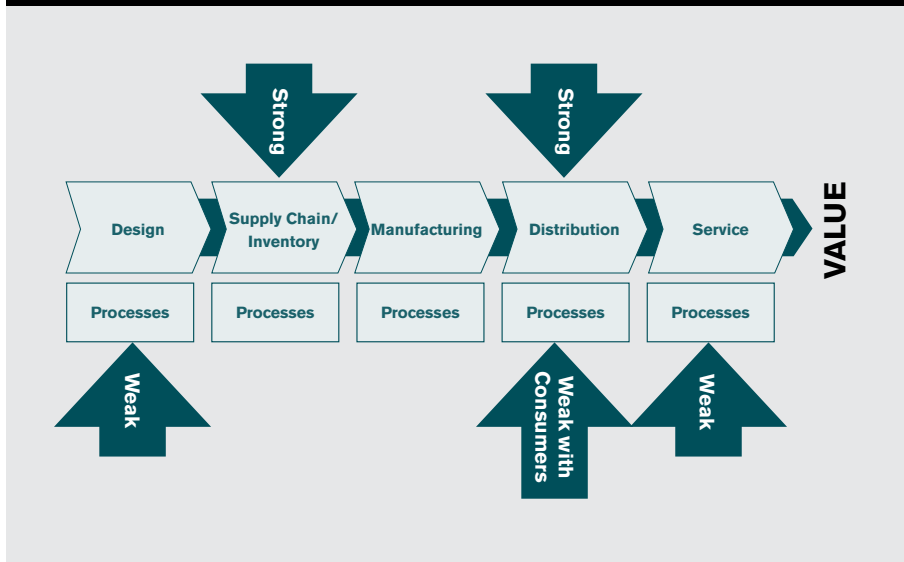 Strong
Strong
Design
Supply Chain/
Inventory
Manufacturing
Distribution
Service
VALUE
Processes
Processes
Processes
Processes
Processes
Weak
Weak with
Consumers
Weak